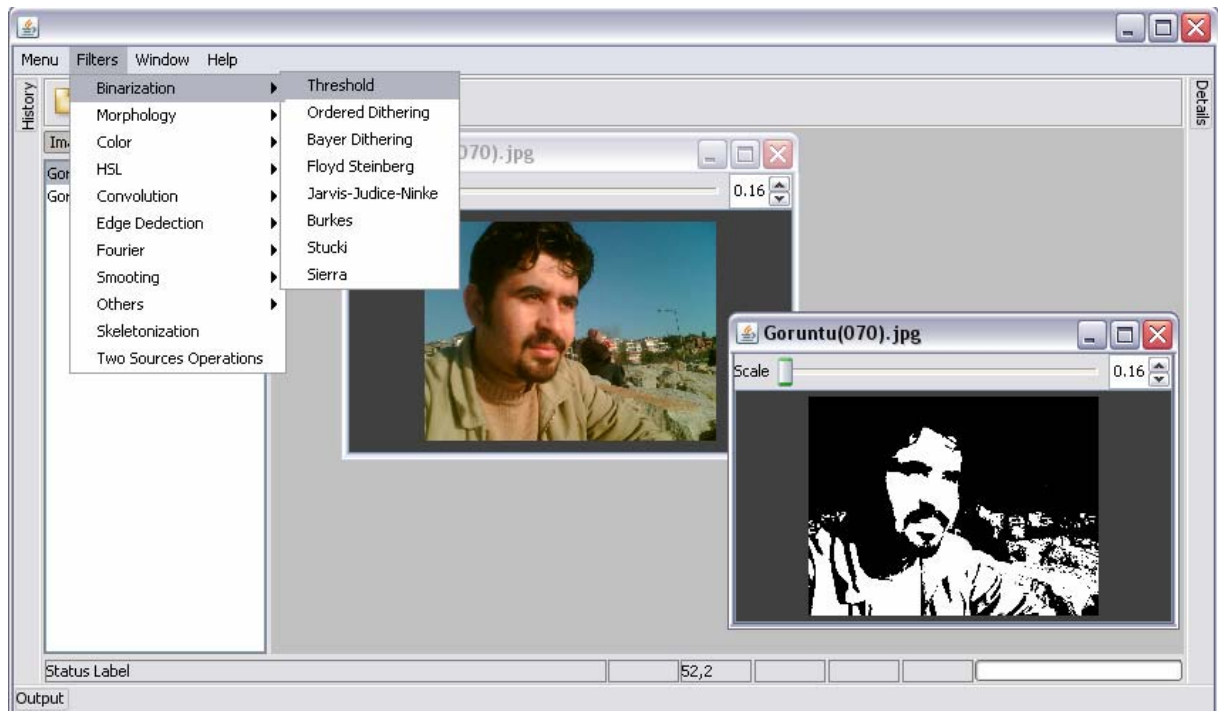 Menu Filters Window Help
History
Details
Binarization
Morphology
Color
HSL
Convolution
Edge Dedection
Fourier
Smooting
Others
Skeletonization
Two Sources Operations
Threshold
Ordered Dithering
Bayer Dithering
Floyd Steinberg
Jarvis-Judice-Ninke
Burkes
Stucki
Sierra
70).jpg
0.16
Goruntu(070).jpg
Scale 0.16
Status Label 52,2
Output